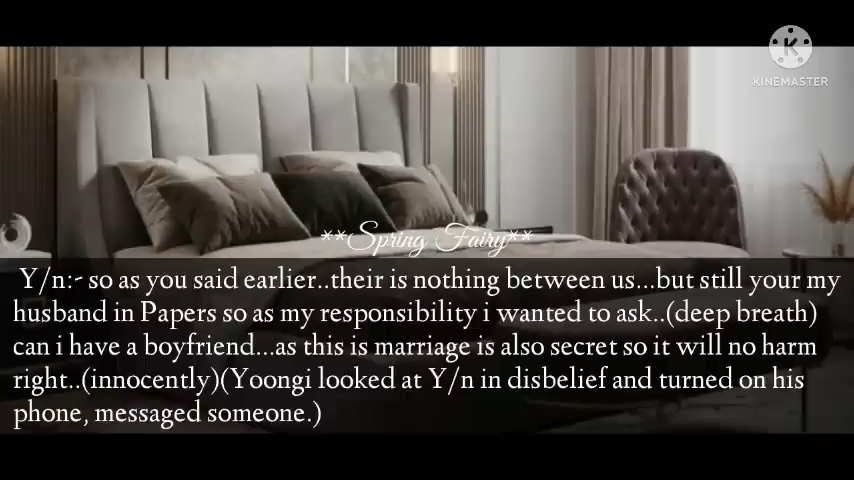 KINEMASTER
**Spring Fairy**
Y/n:- so as you said earlier..their is nothing between us...but still your my
husband in Papers so as my responsibility i wanted to ask..(deep breath)
can i have a boyfriend...as this is marriage is also secret so it will no harm
right..(innocently)(Yoongi looked at Y/n in disbelief and turned on his
phone, messaged someone.)